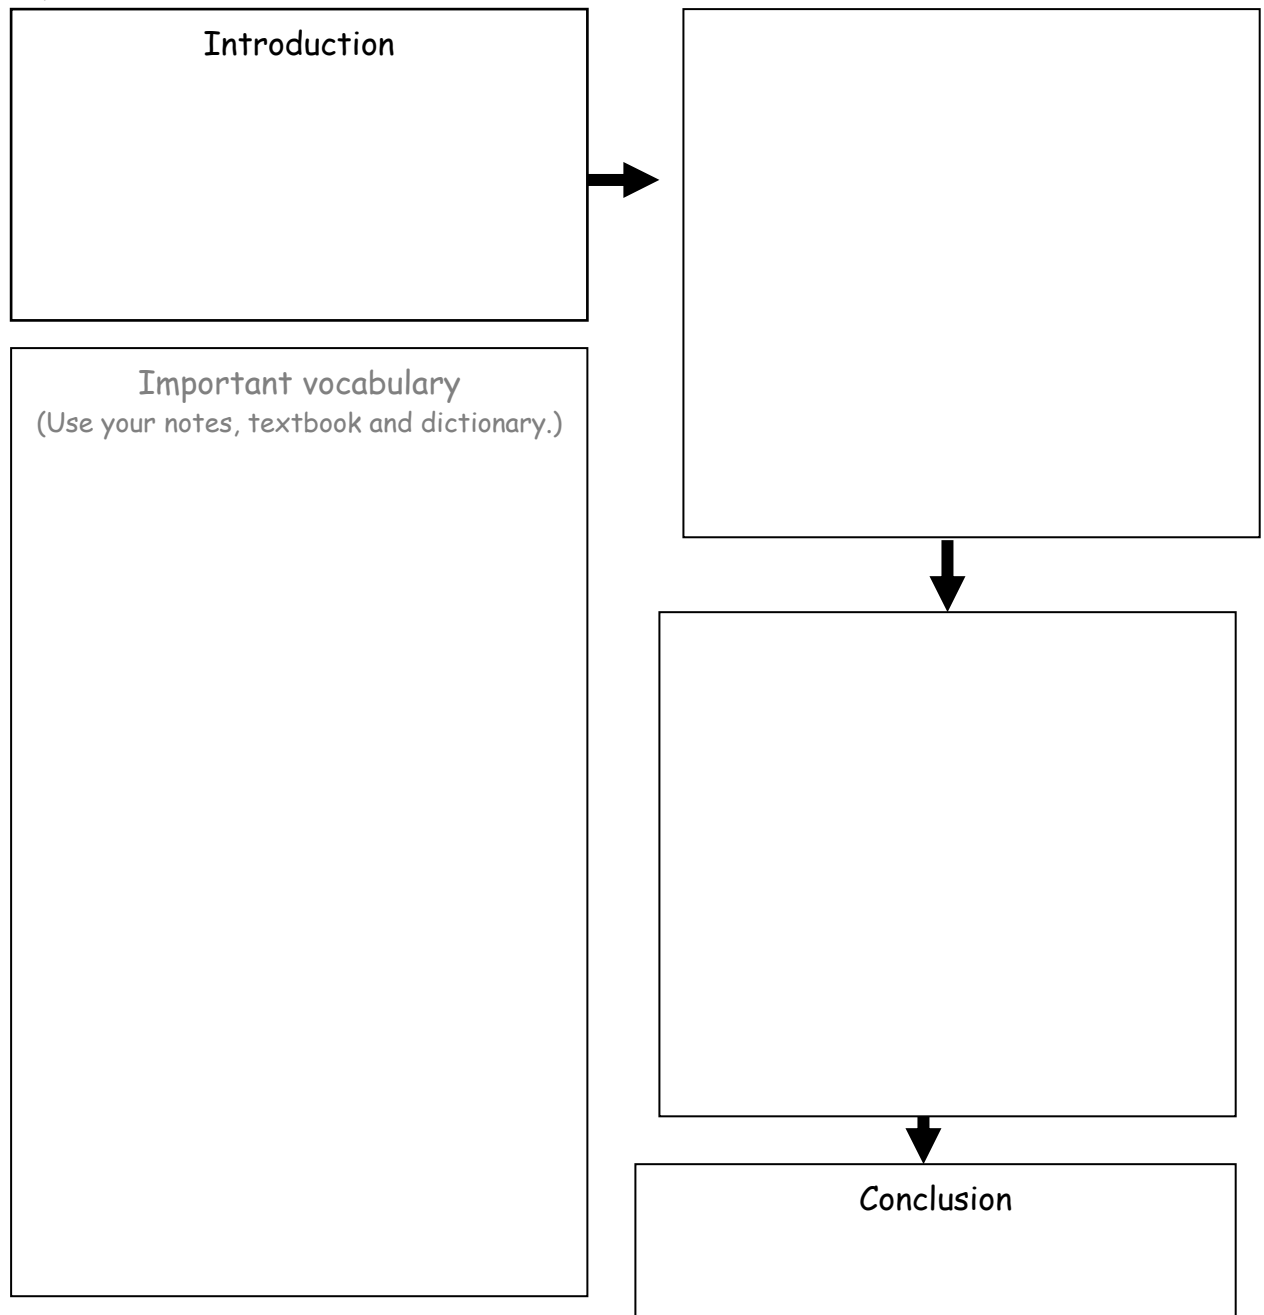 Introduction
Important vocabulary
(Use your notes, textbook and dictionary.)
Conclusion